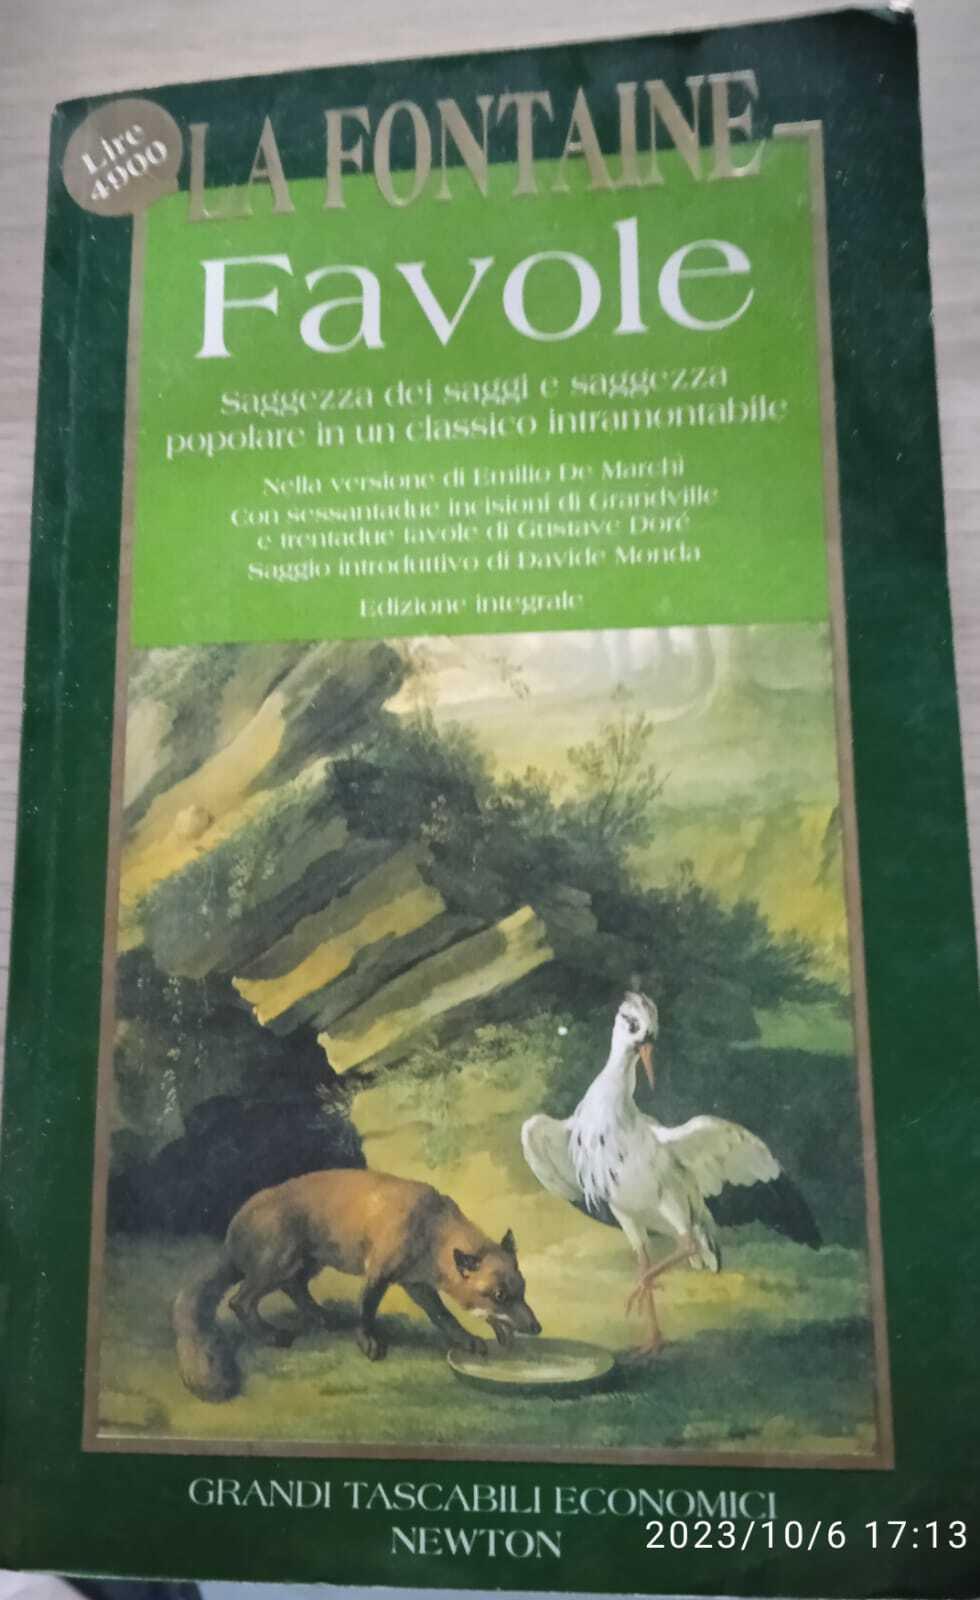 Lire
4900
LA FONTAINE
Favole
Saggezza dei saggi e saggezza
popolare in un classico intramontabile
Nella versione di Emilio De Marchi
Con sessantadue incisioni di Grandville
e trentadue tavole di Gustave Doré
Saggio introduttivo di Davide Monda
Edizione integrale
GRANDI TASCABILI ECONOMICI
NEWTON
2023/10/6 17:13